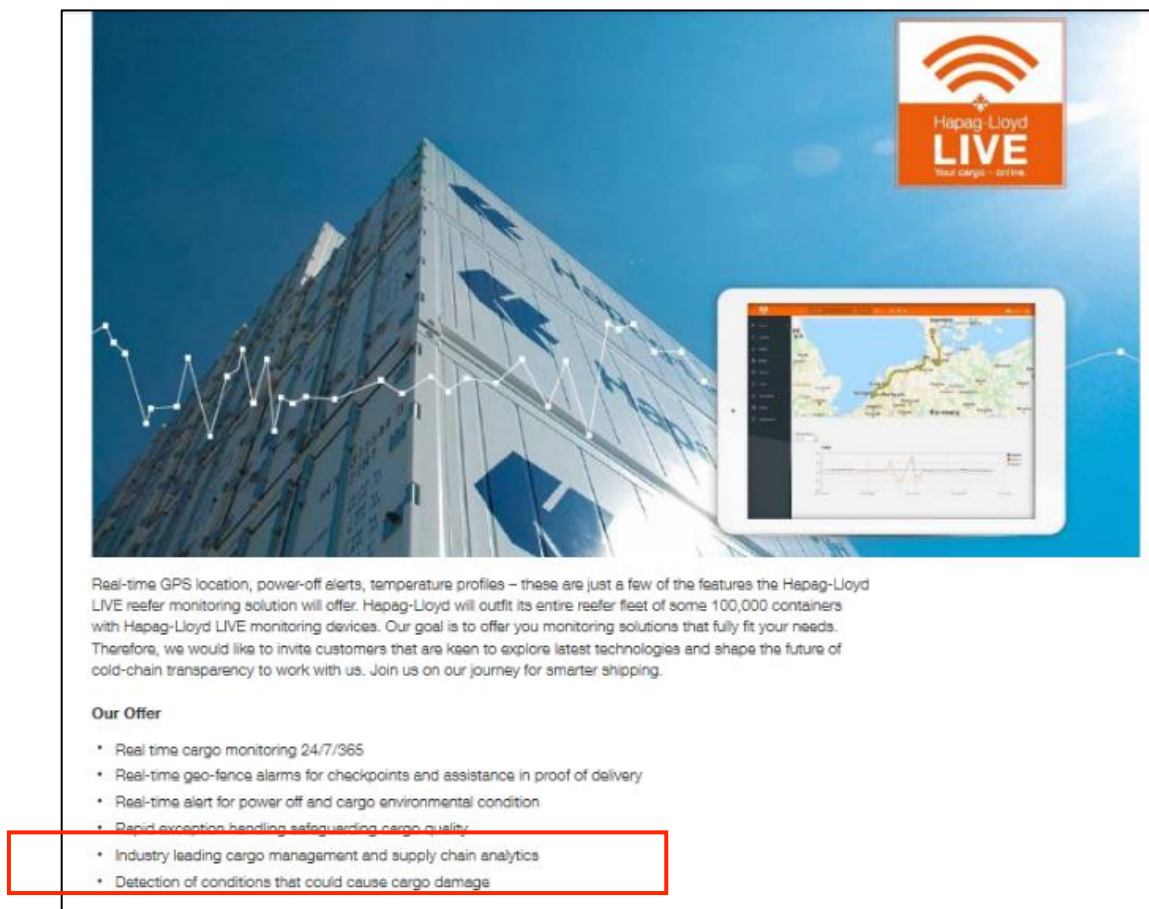 Hapag-Lloyd
LIVE
Your cargo – online.
Hap
Hap
Ha
Germany
Real-time GPS location, power-off alerts, temperature profiles – these are just a few of the features the Hapag-Lloyd
LIVE reefer monitoring solution will offer. Hapag-Lloyd will outfit its entire reefer fleet of some 100,000 containers
with Hapag-Lloyd LIVE monitoring devices. Our goal is to offer you monitoring solutions that fully fit your needs.
Therefore, we would like to invite customers that are keen to explore latest technologies and shape the future of
cold-chain transparency to work with us. Join us on our journey for smarter shipping.
Our Offer
• Real time cargo monitoring 24/7/365
• Real-time geo-fence alarms for checkpoints and assistance in proof of delivery
• Real-time alert for power off and cargo environmental condition
• Rapid exception handling safeguarding cargo quality
• Industry leading cargo management and supply chain analytics
• Detection of conditions that could cause cargo damage